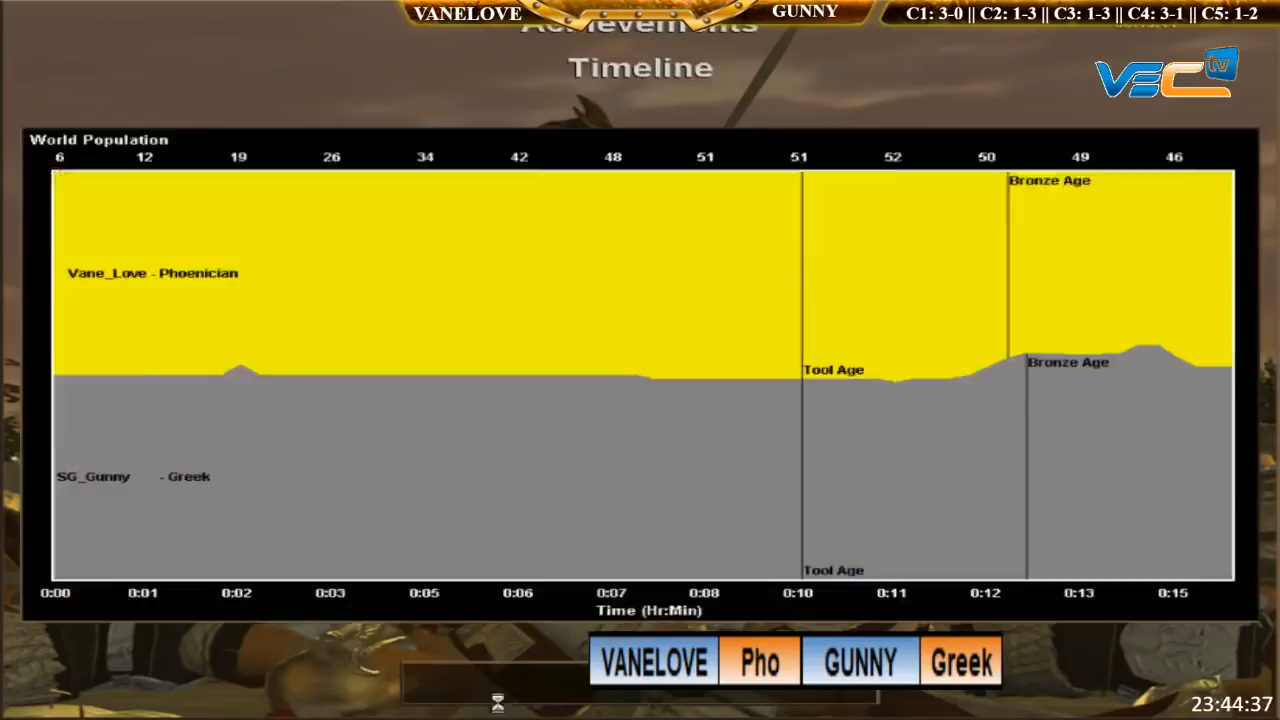 VANELOVE GUNNY C1: 3-0 || C2: 1-3 || C3: 1-3 || C4: 3-1 || C5: 1-2
Achievements
Timeline
VEC tv
World Population
6 12 19 26 34 42 48 51 51 52 50 49 46
Bronze Age
Vane_Love - Phoenician
Bronze Age
Tool Age
SG_Gunny - Greek
Tool Age
0:00 0:01 0:02 0:03 0:05 0:06 0:07 0:08 0:10 0:11 0:12 0:13 0:15
Time (Hr:Min)
VANELOVE Pho GUNNY Greek
23:44:37